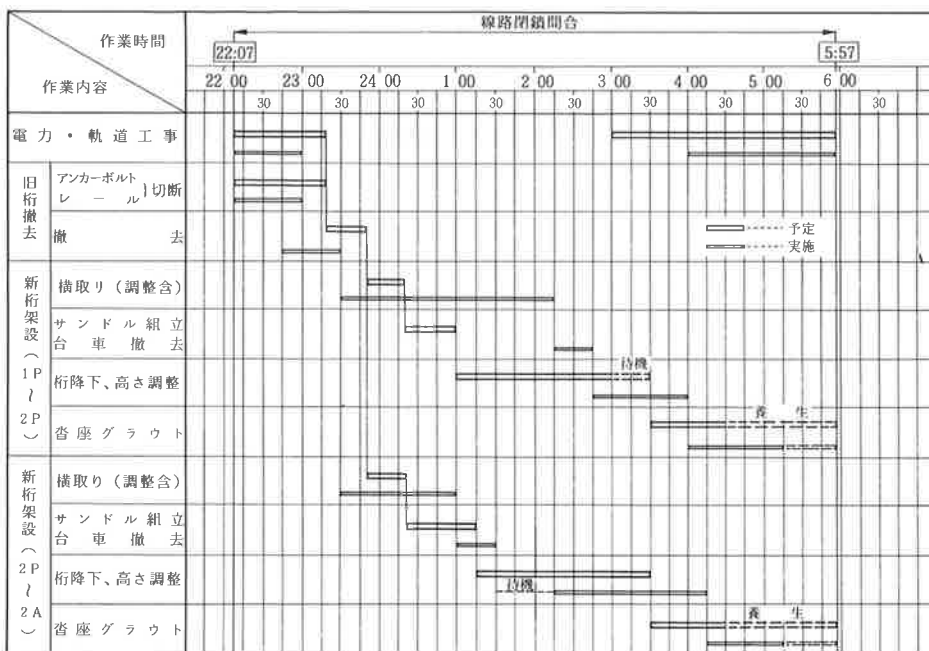 線路閉鎖間合
作業時間
22:07
5:57
作業内容
22 00 23 00 24 00 1 00 2 00 3 00 4 00 5 00 6 00
30 30 30 30 30 30 30 30 30
電力・軌道工事
旧桁撤去
アンカーボルト
レール
}切断
撤去
予定
実施
新桁架設(1P~2P)
横取り(調整含)
サンドル組立
台車撤去
待機
桁降下、高さ調整
養生
沓座グラウト
新桁架設(2P~2A)
横取り(調整含)
サンドル組立
台車撤去
桁降下、高さ調整
待機
養生
沓座グラウト